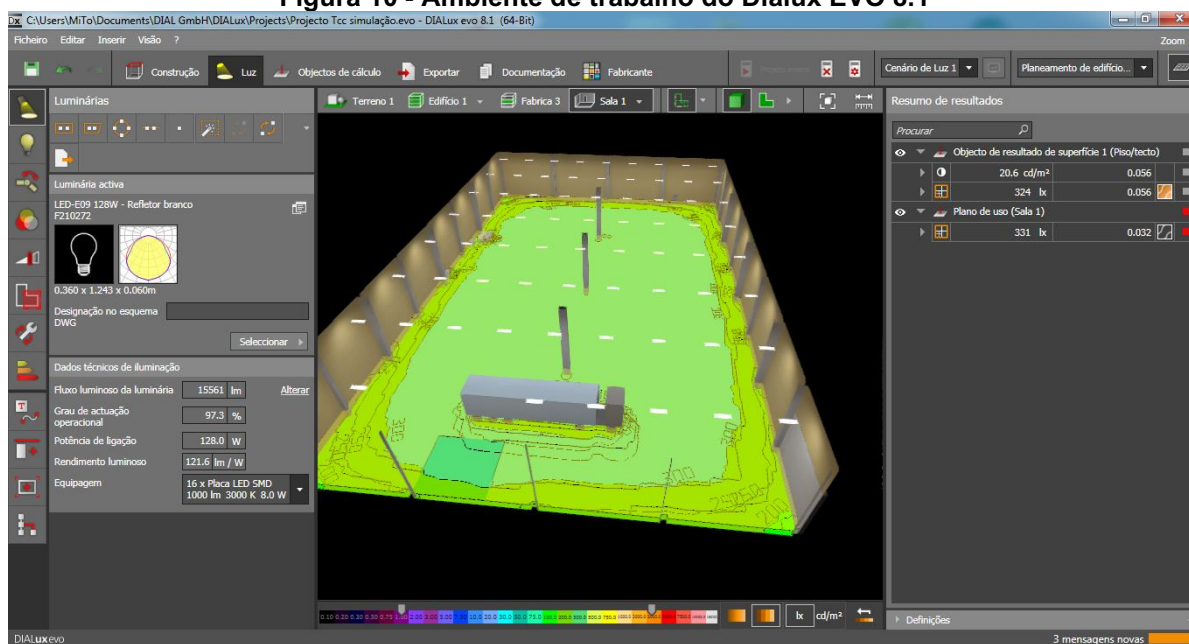 Figura 10 - Ambiente de trabalho do Dialux EVO 8.1
Dx C:\Users\MiTo\Documents\DIAL GmbH\DIALux\Projects\Projecto Tcc simulação.evo - DIALux evo 8.1 (64-Bit)
Ficheiro Editar Inserir Visão ? Zoom
Construção Luz Objectos de cálculo Exportar Documentação Fabricante Cenário de Luz 1 Planeamento de edifício...
Luminárias Terreno 1 Edifício 1 Fabrica 3 Sala 1 Resumo de resultados
Procurar
Objecto de resultado de superfície 1 (Piso/tecto)
20.6 cd/m² 0.056
324 lx 0.056
Plano de uso (Sala 1)
331 lx 0.032
Luminária activa
LED-E09 128W - Refletor branco
F210272
0.360 x 1.243 x 0.060m
Designação no esquema
DWG
Seleccionar
Dados técnicos de iluminação
Fluxo luminoso da luminária 15561 lm Alterar
Grau de actuação
operacional 97.3 %
Potência de ligação 128.0 W
Rendimento luminoso 121.6 lm / W
Equipagem 16 x Placa LED SMD
1000 lm 3000 K 8.0 W
300
lx cd/m²
Definições
DIALux evo 3 mensagens novas